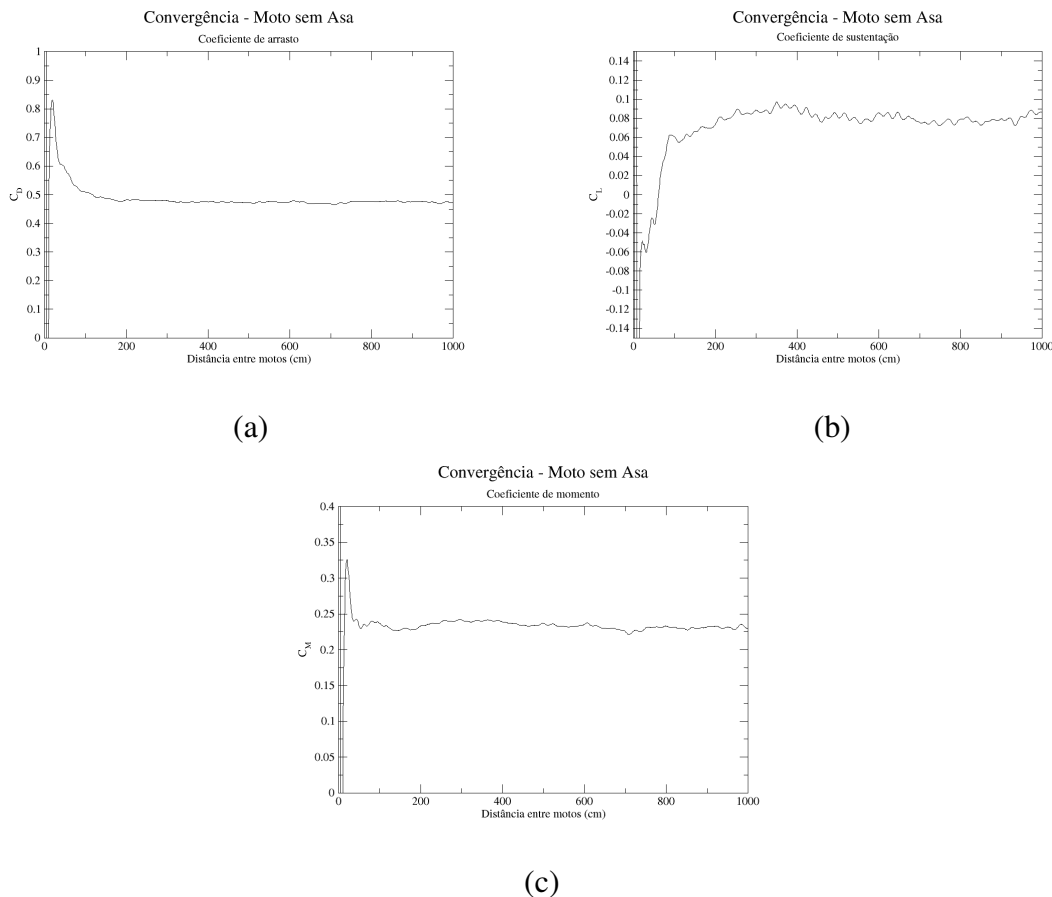 Convergência - Moto sem Asa
Coeficiente de arrasto
1
0.9
0.8
0.7
0.6
0.5
0.4
0.3
0.2
0.1
0
C_D
0 200 400 600 800 1000
Distância entre motos (cm)
(a)
Convergência - Moto sem Asa
Coeficiente de sustentação
0.14
0.12
0.1
0.08
0.06
0.04
0.02
0
-0.02
-0.04
-0.06
-0.08
-0.1
-0.12
-0.14
C_L
0 200 400 600 800 1000
Distância entre motos (cm)
(b)
Convergência - Moto sem Asa
Coeficiente de momento
0.4
0.35
0.3
0.25
0.2
0.15
0.1
0.05
0
C_M
0 200 400 600 800 1000
Distância entre motos (cm)
(c)